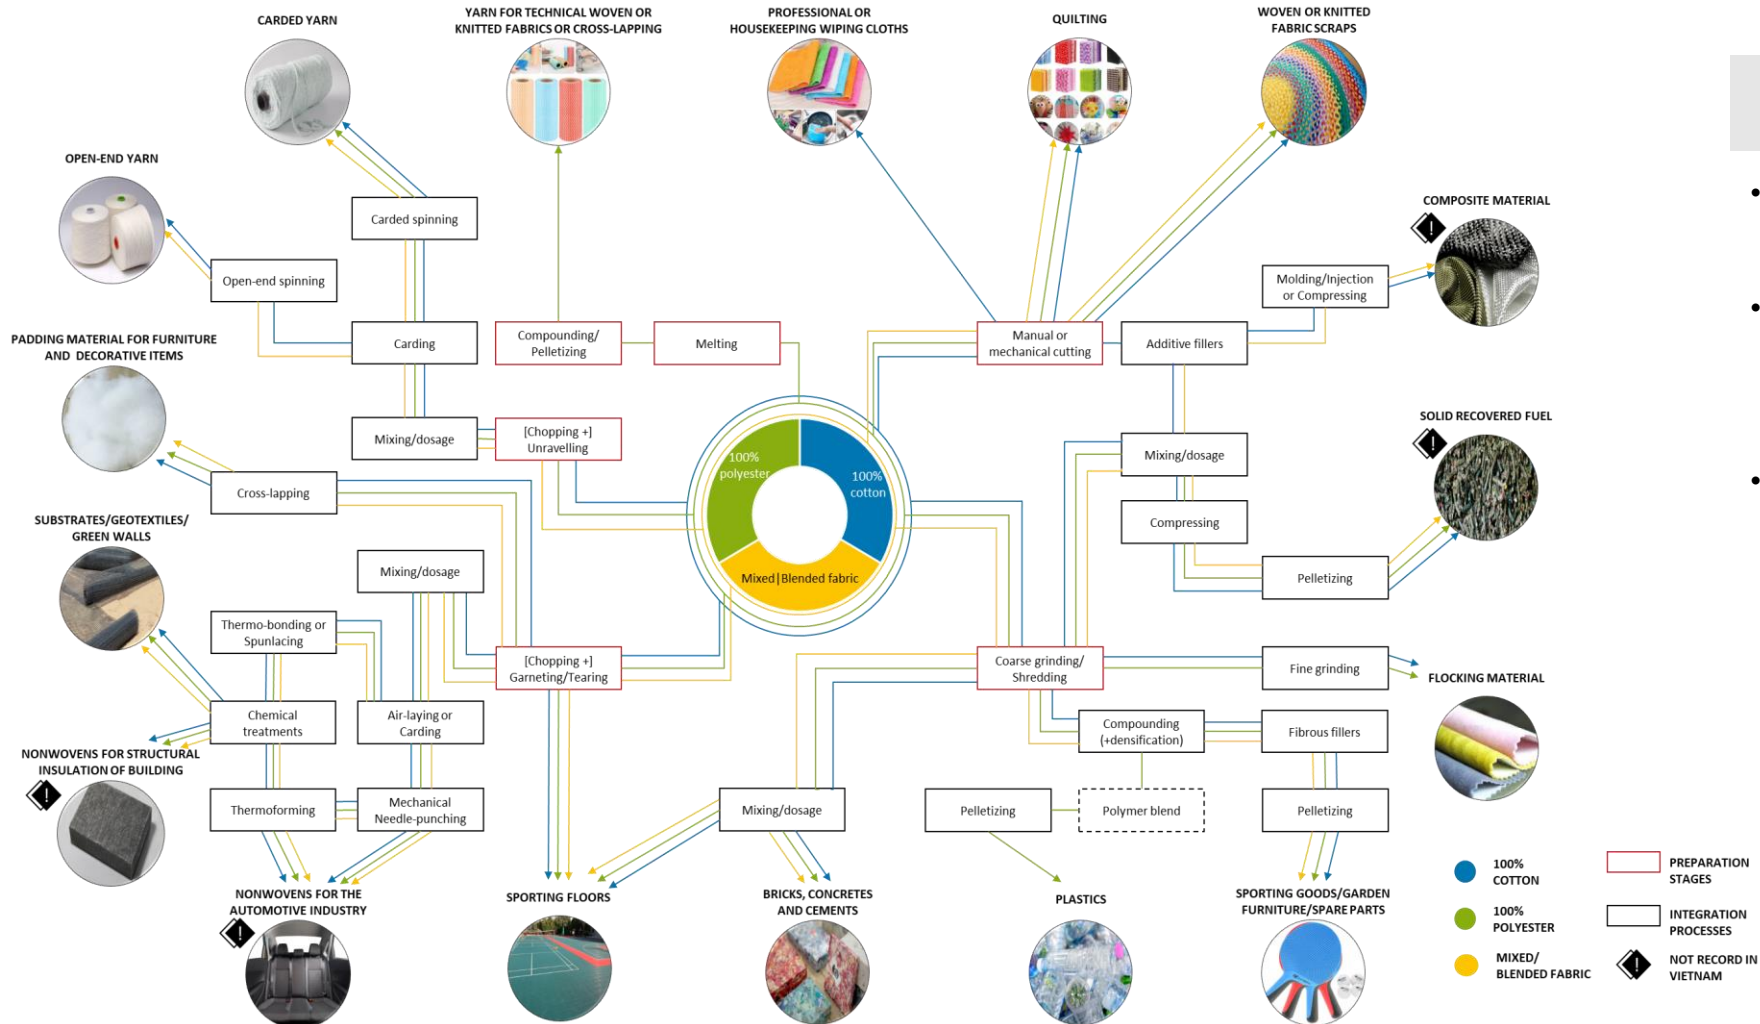 CARDED YARN
YARN FOR TECHNICAL WOVEN OR
KNITTED FABRICS OR CROSS-LAPPING
PROFESSIONAL OR
HOUSEKEEPING WIPING CLOTHS
QUILTING
WOVEN OR KNITTED
FABRIC SCRAPS
OPEN-END YARN
Carded spinning
COMPOSITE MATERIAL
!
Open-end spinning
Molding/Injection
or Compressing
PADDING MATERIAL FOR FURNITURE
AND DECORATIVE ITEMS
Carding
Compounding/
Pelletizing
Melting
Manual or
mechanical cutting
Additive fillers
SOLID RECOVERED FUEL
!
Mixing/dosage
[Chopping +]
Unravelling
100%
polyester
100%
cotton
Mixed|Blended fabric
Mixing/dosage
Cross-lapping
Compressing
SUBSTRATES/GEOTEXTILES/
GREEN WALLS
Mixing/dosage
Pelletizing
Thermo-bonding or
Spunlacing
[Chopping +]
Garneting/Tearing
Coarse grinding/
Shredding
Fine grinding
FLOCKING MATERIAL
Chemical
treatments
Air-laying or
Carding
Compounding
(+densification)
Fibrous fillers
NONWOVENS FOR STRUCTURAL
INSULATION OF BUILDING
!
Thermoforming
Mechanical
Needle-punching
Mixing/dosage
Pelletizing
Polymer blend
Pelletizing
NONWOVENS FOR THE
AUTOMOTIVE INDUSTRY
!
SPORTING FLOORS
BRICKS, CONCRETES
AND CEMENTS
PLASTICS
SPORTING GOODS/GARDEN
FURNITURE/SPARE PARTS
100%
COTTON
100%
POLYESTER
MIXED/
BLENDED FABRIC
PREPARATION
STAGES
INTEGRATION
PROCESSES
!
NOT RECORD IN
VIETNAM